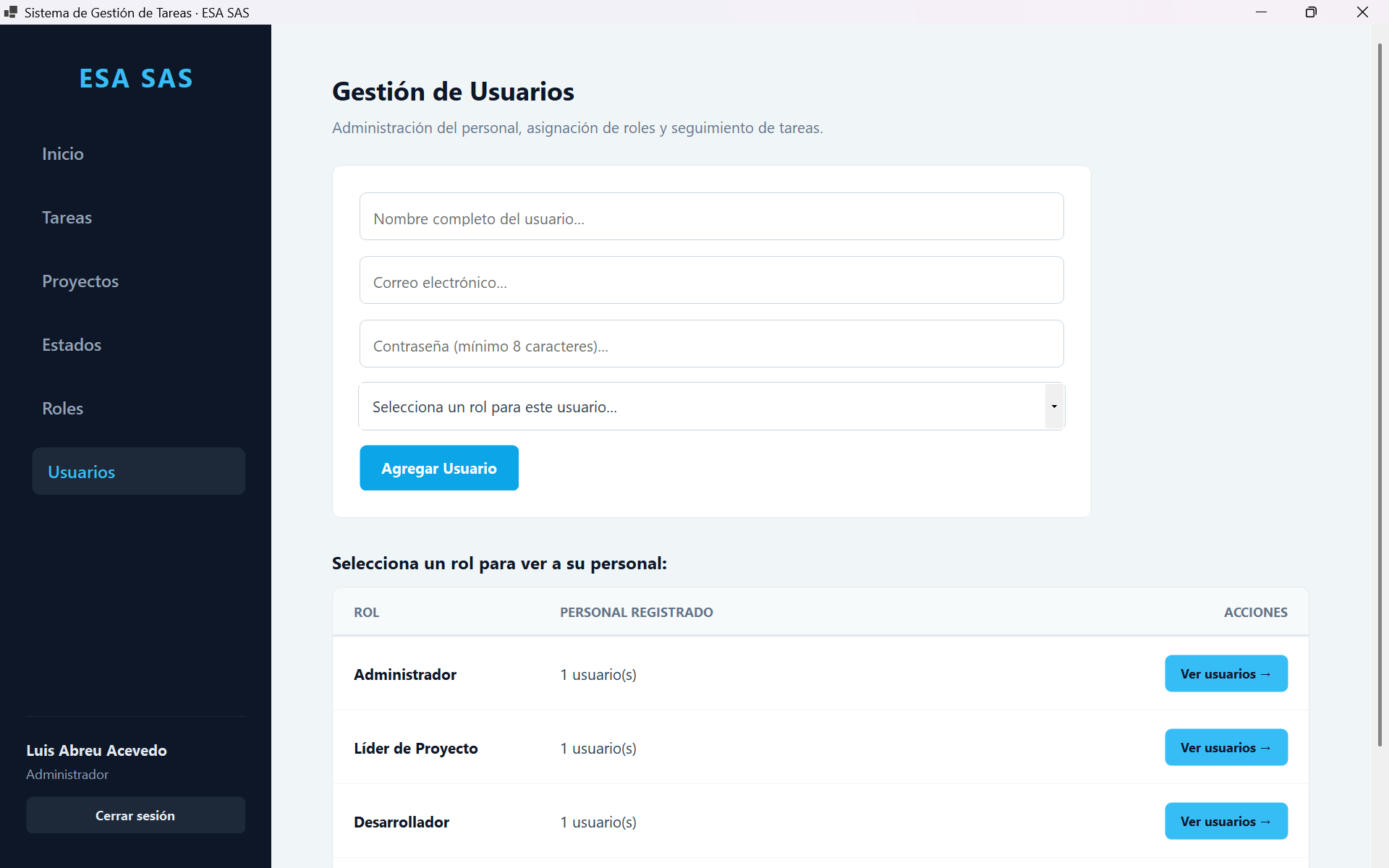 Sistema de Gestión de Tareas · ESA SAS
ESA SAS
Inicio
Tareas
Proyectos
Estados
Roles
Usuarios
Luis Abreu Acevedo
Administrador
Cerrar sesión
Gestión de Usuarios
Administración del personal, asignación de roles y seguimiento de tareas.
Nombre completo del usuario...
Correo electrónico...
Contraseña (mínimo 8 caracteres)...
Selecciona un rol para este usuario...
Agregar Usuario
Selecciona un rol para ver a su personal:
ROL PERSONAL REGISTRADO ACCIONES
Administrador 1 usuario(s) Ver usuarios →
Líder de Proyecto 1 usuario(s) Ver usuarios →
Desarrollador 1 usuario(s) Ver usuarios →